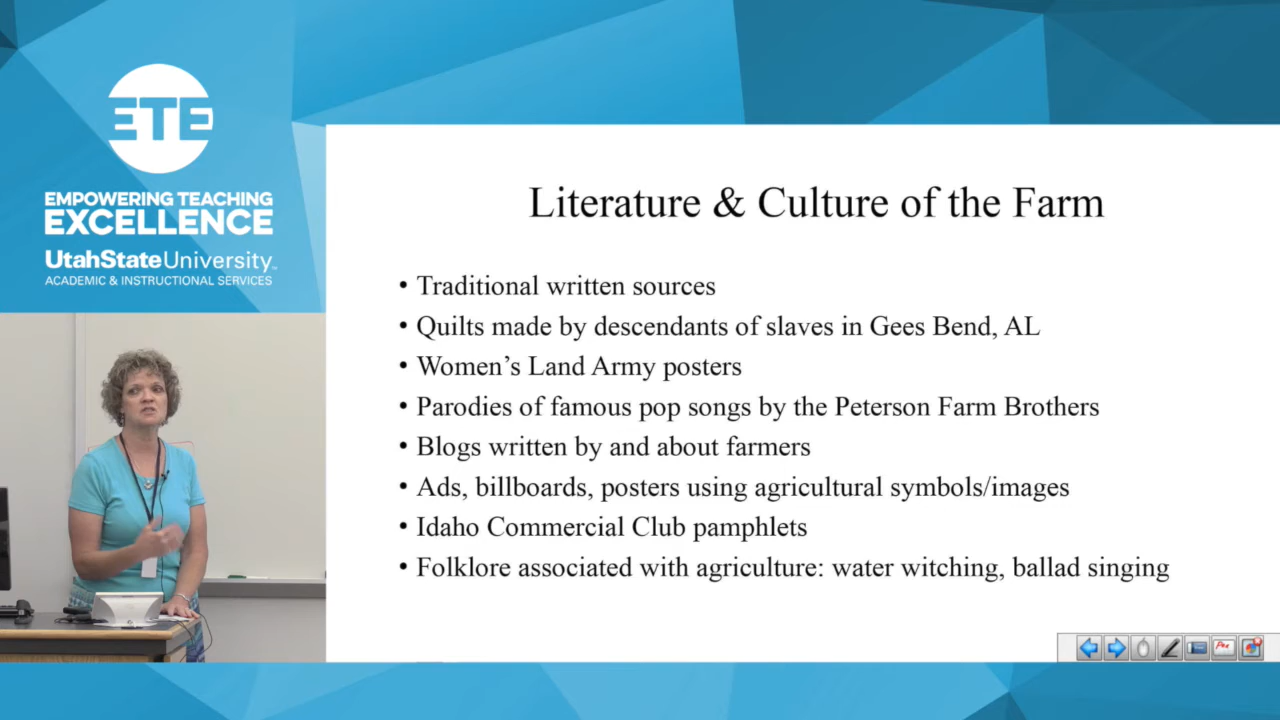 ETE
EMPOWERING TEACHING
EXCELLENCE
UtahStateUniversity™
ACADEMIC & INSTRUCTIONAL SERVICES
Literature & Culture of the Farm
• Traditional written sources
• Quilts made by descendants of slaves in Gees Bend, AL
• Women’s Land Army posters
• Parodies of famous pop songs by the Peterson Farm Brothers
• Blogs written by and about farmers
• Ads, billboards, posters using agricultural symbols/images
• Idaho Commercial Club pamphlets
• Folklore associated with agriculture: water witching, ballad singing